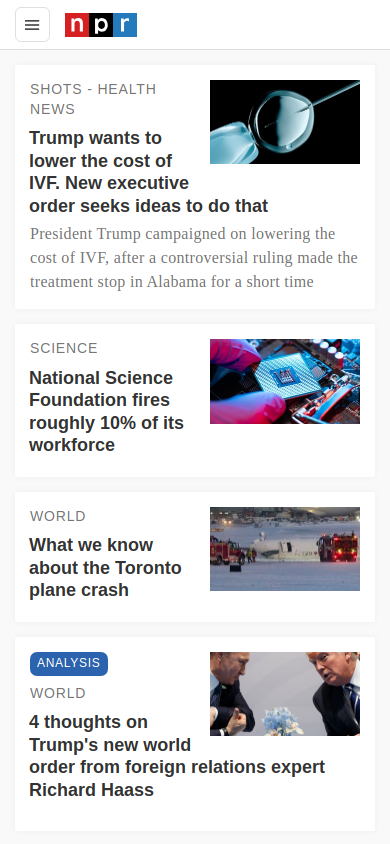 npr
SHOTS - HEALTH
NEWS
Trump wants to
lower the cost of
IVF. New executive
order seeks ideas to do that
President Trump campaigned on lowering the
cost of IVF, after a controversial ruling made the
treatment stop in Alabama for a short time
SCIENCE
National Science
Foundation fires
roughly 10% of its
workforce
WORLD
What we know
about the Toronto
plane crash
ANALYSIS
WORLD
4 thoughts on
Trump's new world
order from foreign relations expert
Richard Haass